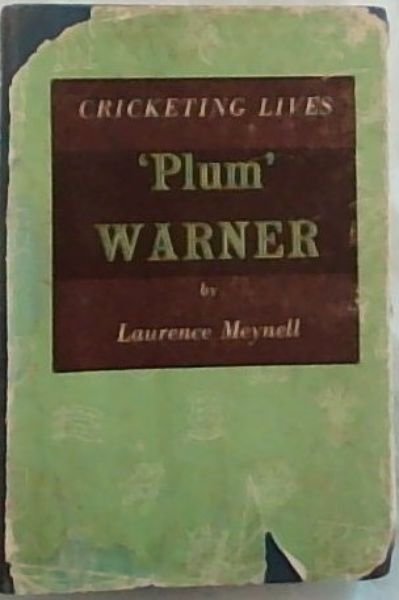 CRICKETING LIVES
'Plum'
WARNER
by
Laurence Meynell